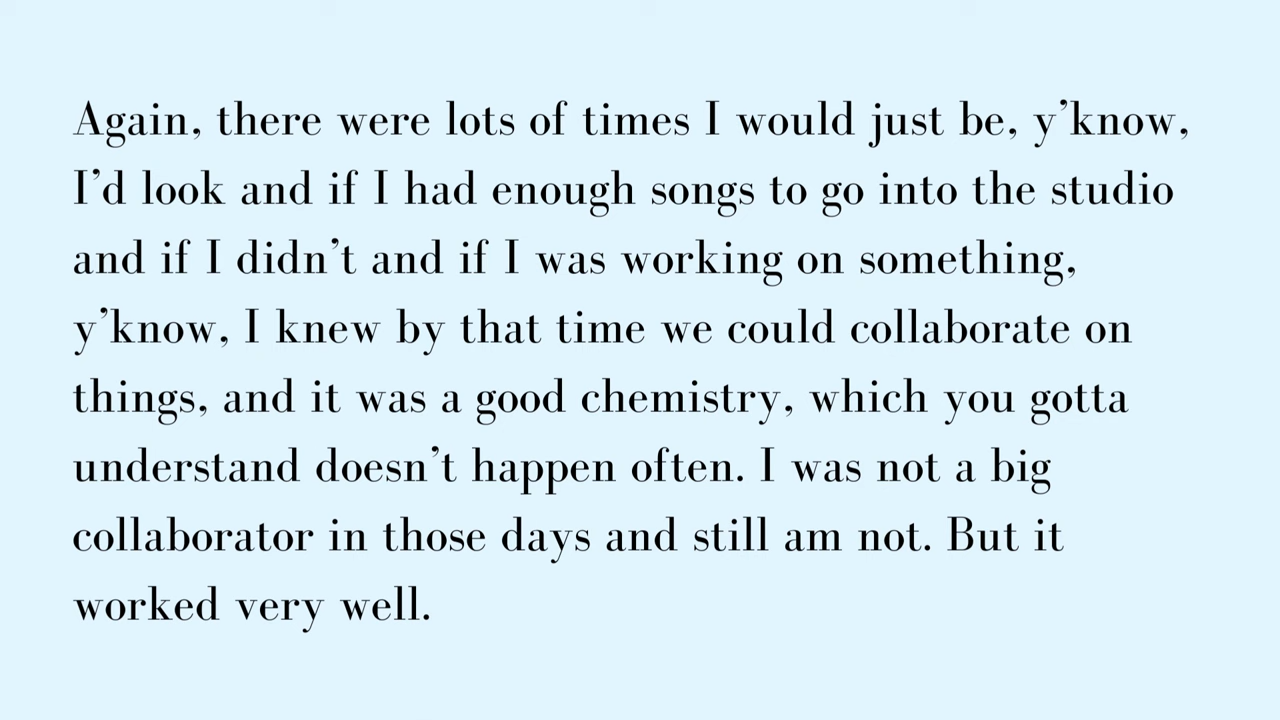 Again, there were lots of times I would just be, y’know,
I’d look and if I had enough songs to go into the studio
and if I didn’t and if I was working on something,
y’know, I knew by that time we could collaborate on
things, and it was a good chemistry, which you gotta
understand doesn’t happen often. I was not a big
collaborator in those days and still am not. But it
worked very well.